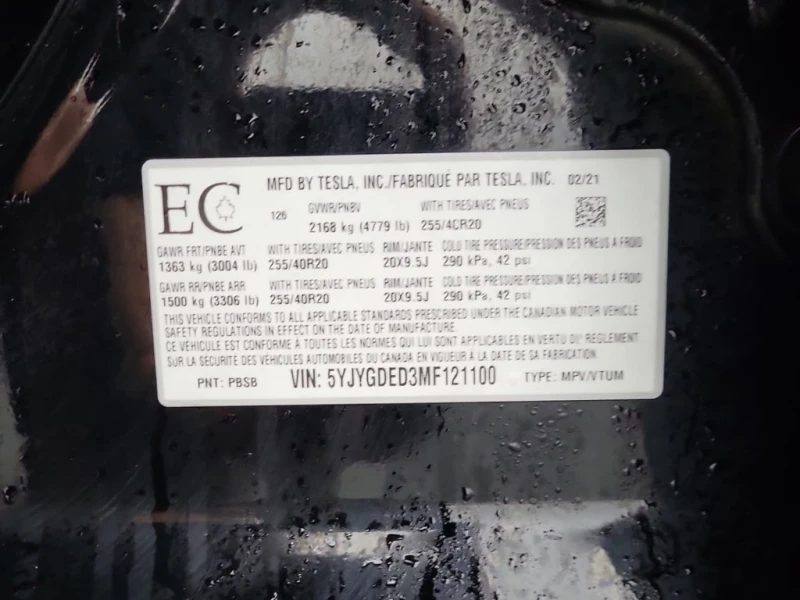 EC MFD BY TESLA, INC./FABRIQUÉ PAR TESLA, INC. 02/21
126 GVWR/PNBV WITH TIRES/AVEC PNEUS
2168 kg (4779 lb) 255/40R20
GAWR FRT/PNBE AVT WITH TIRES/AVEC PNEUS RIM/JANTE COLD TIRE PRESSURE/PRESSION DES PNEUS A FROID
1363 kg (3004 lb) 255/40R20 20X9.5J 290 kPa, 42 psi
GAWR RR/PNBE ARR WITH TIRES/AVEC PNEUS RIM/JANTE COLD TIRE PRESSURE/PRESSION DES PNEUS A FROID
1500 kg (3306 lb) 255/40R20 20X9.5J 290 kPa, 42 psi
THIS VEHICLE CONFORMS TO ALL APPLICABLE STANDARDS PRESCRIBED UNDER THE CANADIAN MOTOR VEHICLE
SAFETY REGULATIONS IN EFFECT ON THE DATE OF MANUFACTURE.
CE VÉHICULE EST CONFORME À TOUTES LES NORMES QUI LUI SONT APPLICABLES EN VERTU DU RÈGLEMENT
SUR LA SÉCURITÉ DES VÉHICULES AUTOMOBILES DU CANADA EN VIGUEUR À LA DATE DE SA FABRICATION.
PNT: PBSB VIN: 5YJYGDED3MF121100 TYPE: MPV/VTUM